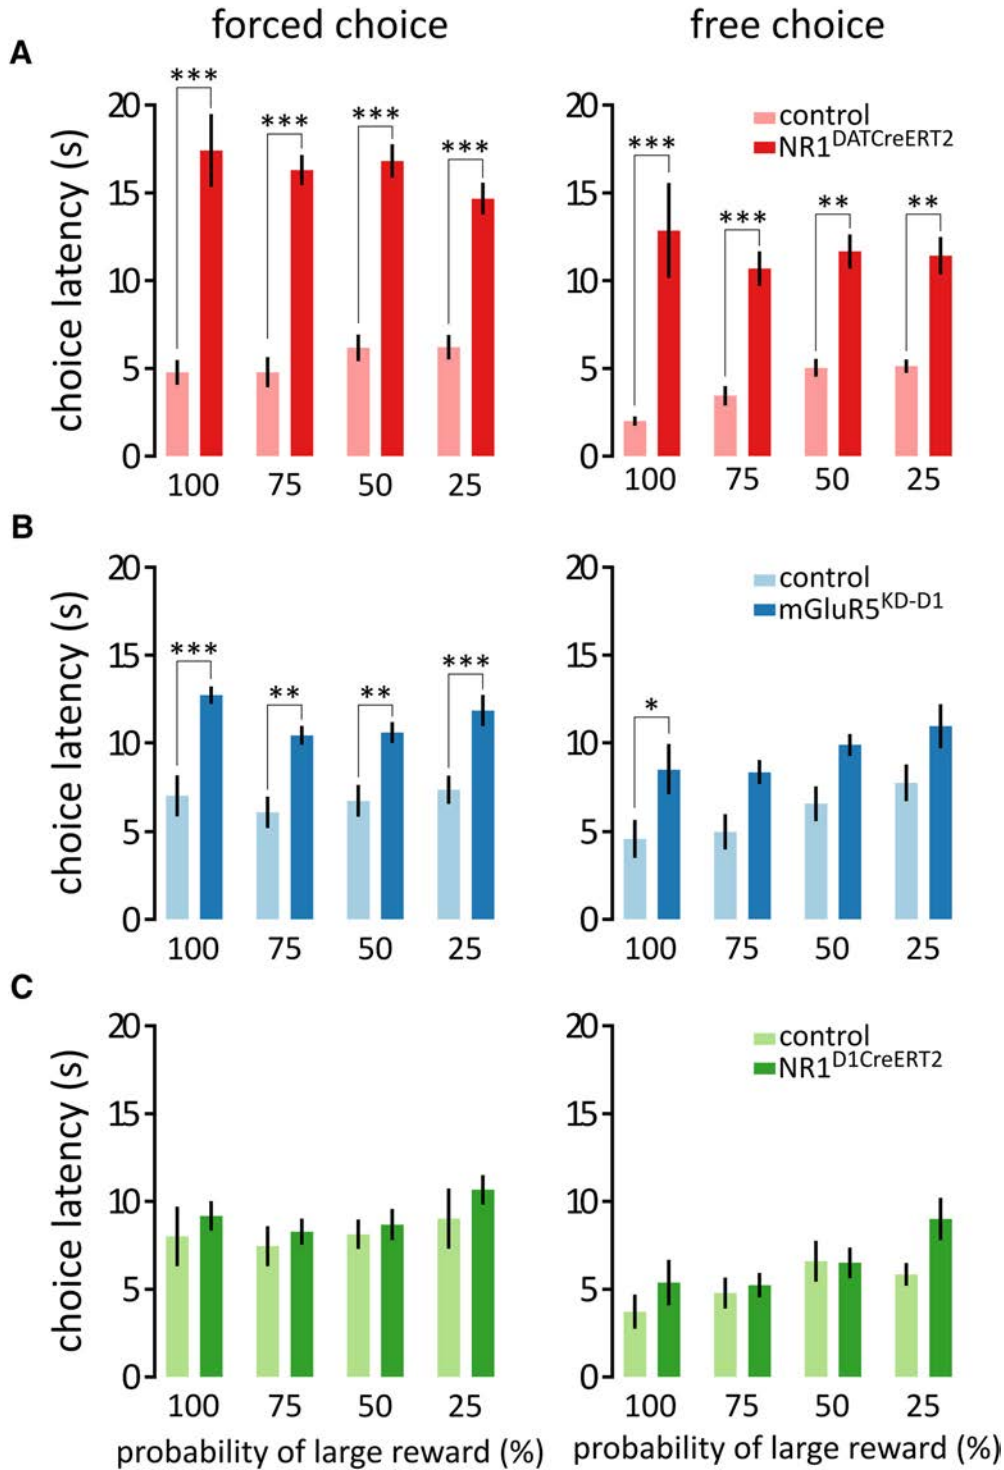 forced choice
free choice
A
choice latency (s)
20
15
10
5
0
***
***
***
***
100 75 50 25
20
15
10
5
0
***
***
**
**
control
NR1DATCreERT2
100 75 50 25
B
choice latency (s)
20
15
10
5
0
***
**
**
***
100 75 50 25
20
15
10
5
0
*
control
mGluR5KD-D1
100 75 50 25
C
choice latency (s)
20
15
10
5
0
100 75 50 25
probability of large reward (%)
20
15
10
5
0
control
NR1D1CreERT2
100 75 50 25
probability of large reward (%)